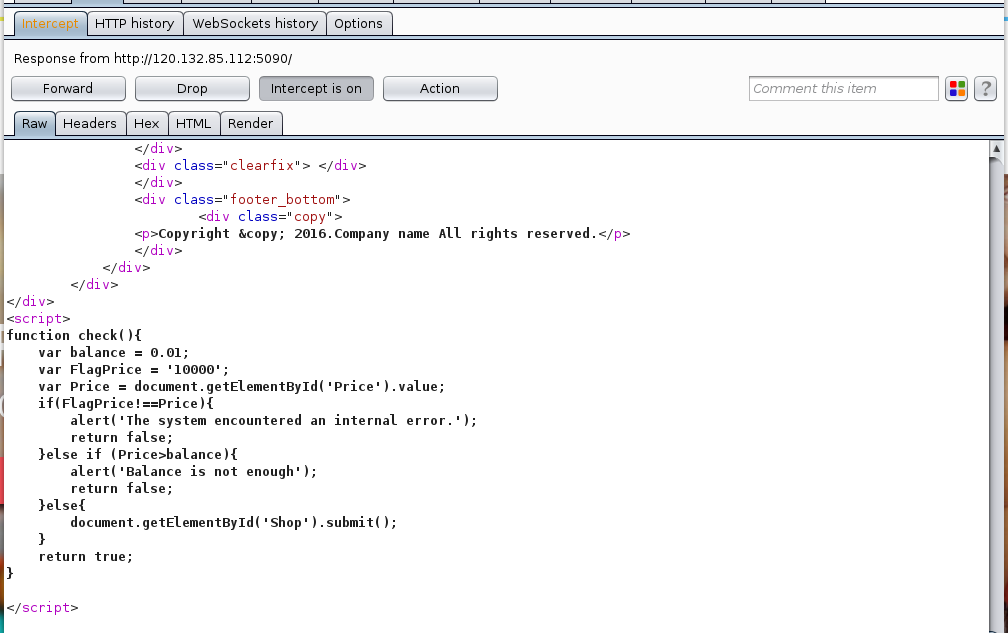 Intercept HTTP history WebSockets history Options
Response from http://120.132.85.112:5090/
Forward Drop Intercept is on Action Comment this item ?
Raw Headers Hex HTML Render
</div>
<div class="clearfix"> </div>
</div>
<div class="footer_bottom">
<div class="copy">
<p>Copyright &copy; 2016.Company name All rights reserved.</p>
</div>
</div>
</div>
</div>
<script>
function check(){
    var balance = 0.01;
    var FlagPrice = '10000';
    var Price = document.getElementById('Price').value;
    if(FlagPrice!==Price){
        alert('The system encountered an internal error.');
        return false;
    }else if (Price>balance){
        alert('Balance is not enough');
        return false;
    }else{
        document.getElementById('Shop').submit();
    }
    return true;
}
</script>